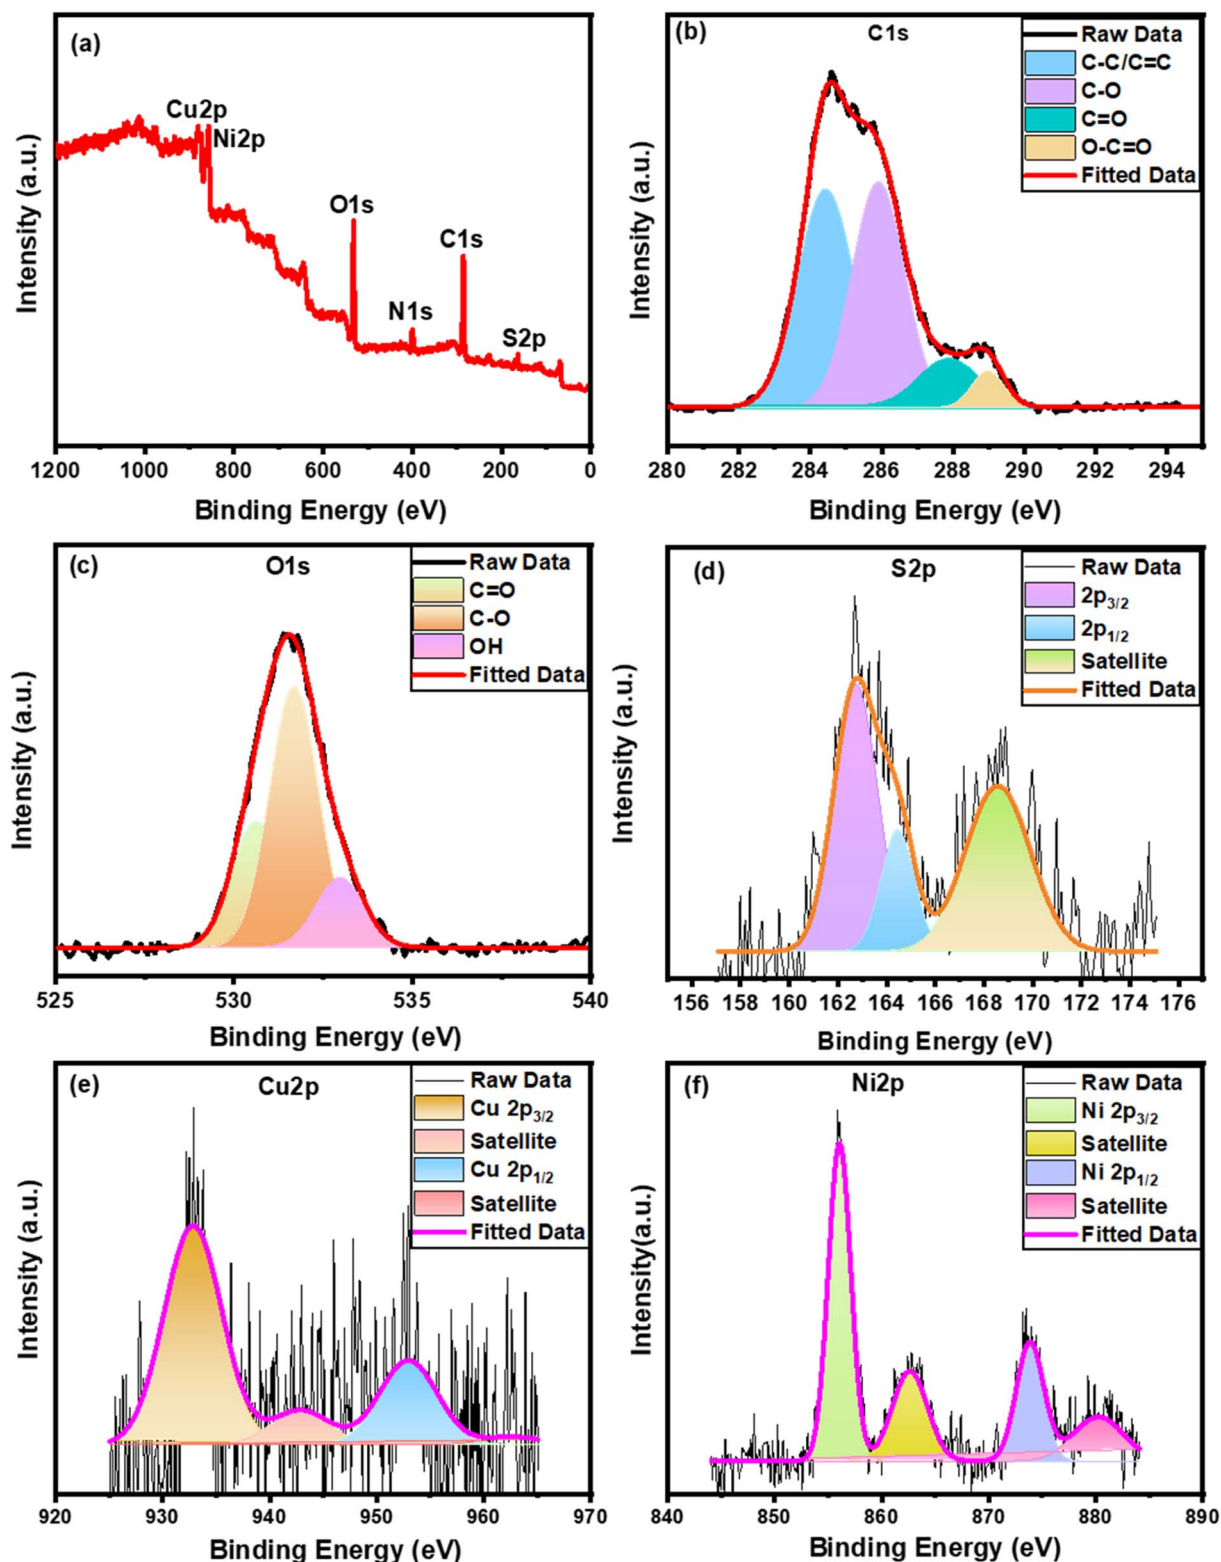 (a)
Cu2p
Ni2p
O1s
C1s
N1s
S2p
Intensity (a.u.)
1200 1000 800 600 400 200 0
Binding Energy (eV)
(b)
C1s
Raw Data
C-C/C=C
C-O
C=O
O-C=O
Fitted Data
Intensity (a.u.)
280 282 284 286 288 290 292 294
Binding Energy (eV)
(c)
O1s
Raw Data
C=O
C-O
OH
Fitted Data
Intensity (a.u.)
525 530 535 540
Binding Energy (eV)
(d)
S2p
Raw Data
2p3/2
2p1/2
Satellite
Fitted Data
Intensity (a.u.)
156 158 160 162 164 166 168 170 172 174 176
Binding Energy (eV)
(e)
Cu2p
Raw Data
Cu 2p3/2
Satellite
Cu 2p1/2
Satellite
Fitted Data
Intensity (a.u.)
920 930 940 950 960 970
Binding Energy (eV)
(f)
Ni2p
Raw Data
Ni 2p3/2
Satellite
Ni 2p1/2
Satellite
Fitted Data
Intensity(a.u.)
840 850 860 870 880 890
Binding Energy (eV)